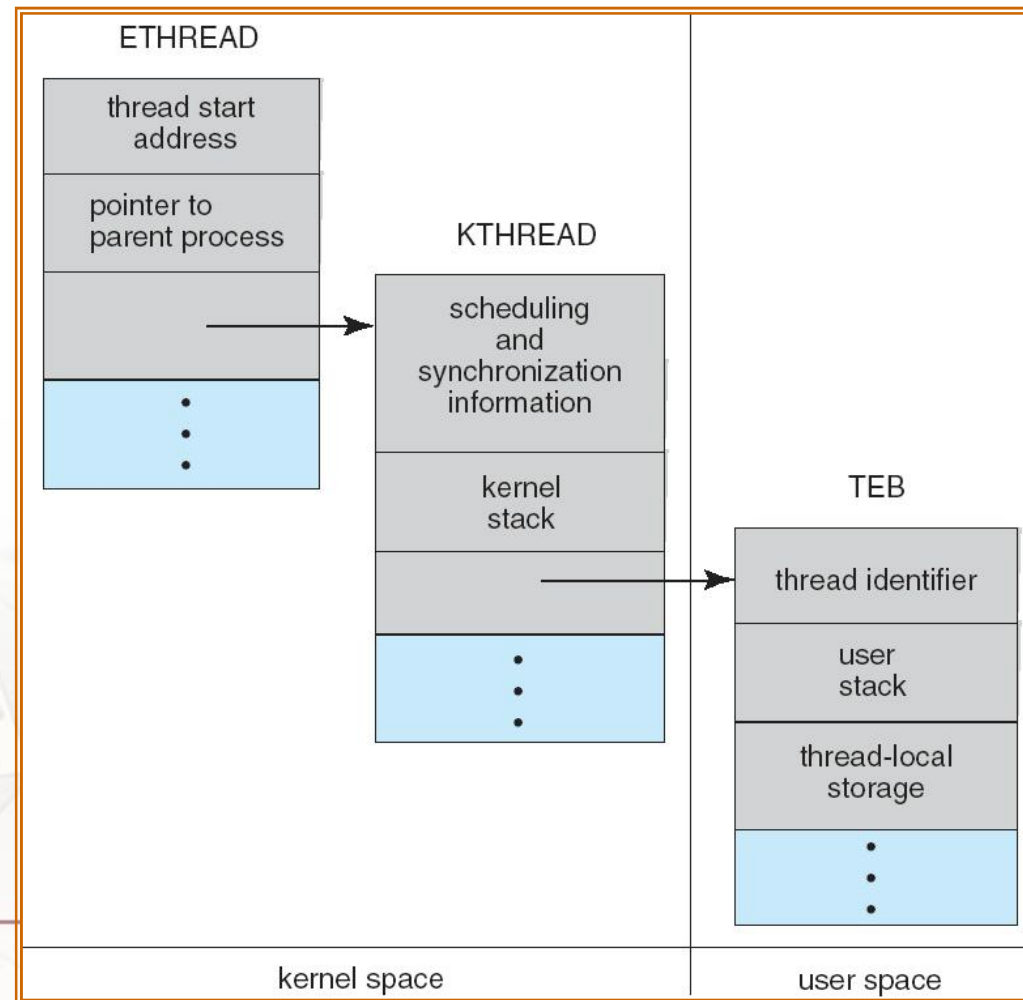 ETHREAD
thread start
address
pointer to
parent process
KTHREAD
scheduling
and
synchronization
information
kernel
stack
TEB
thread identifier
user
stack
thread-local
storage
kernel space
user space